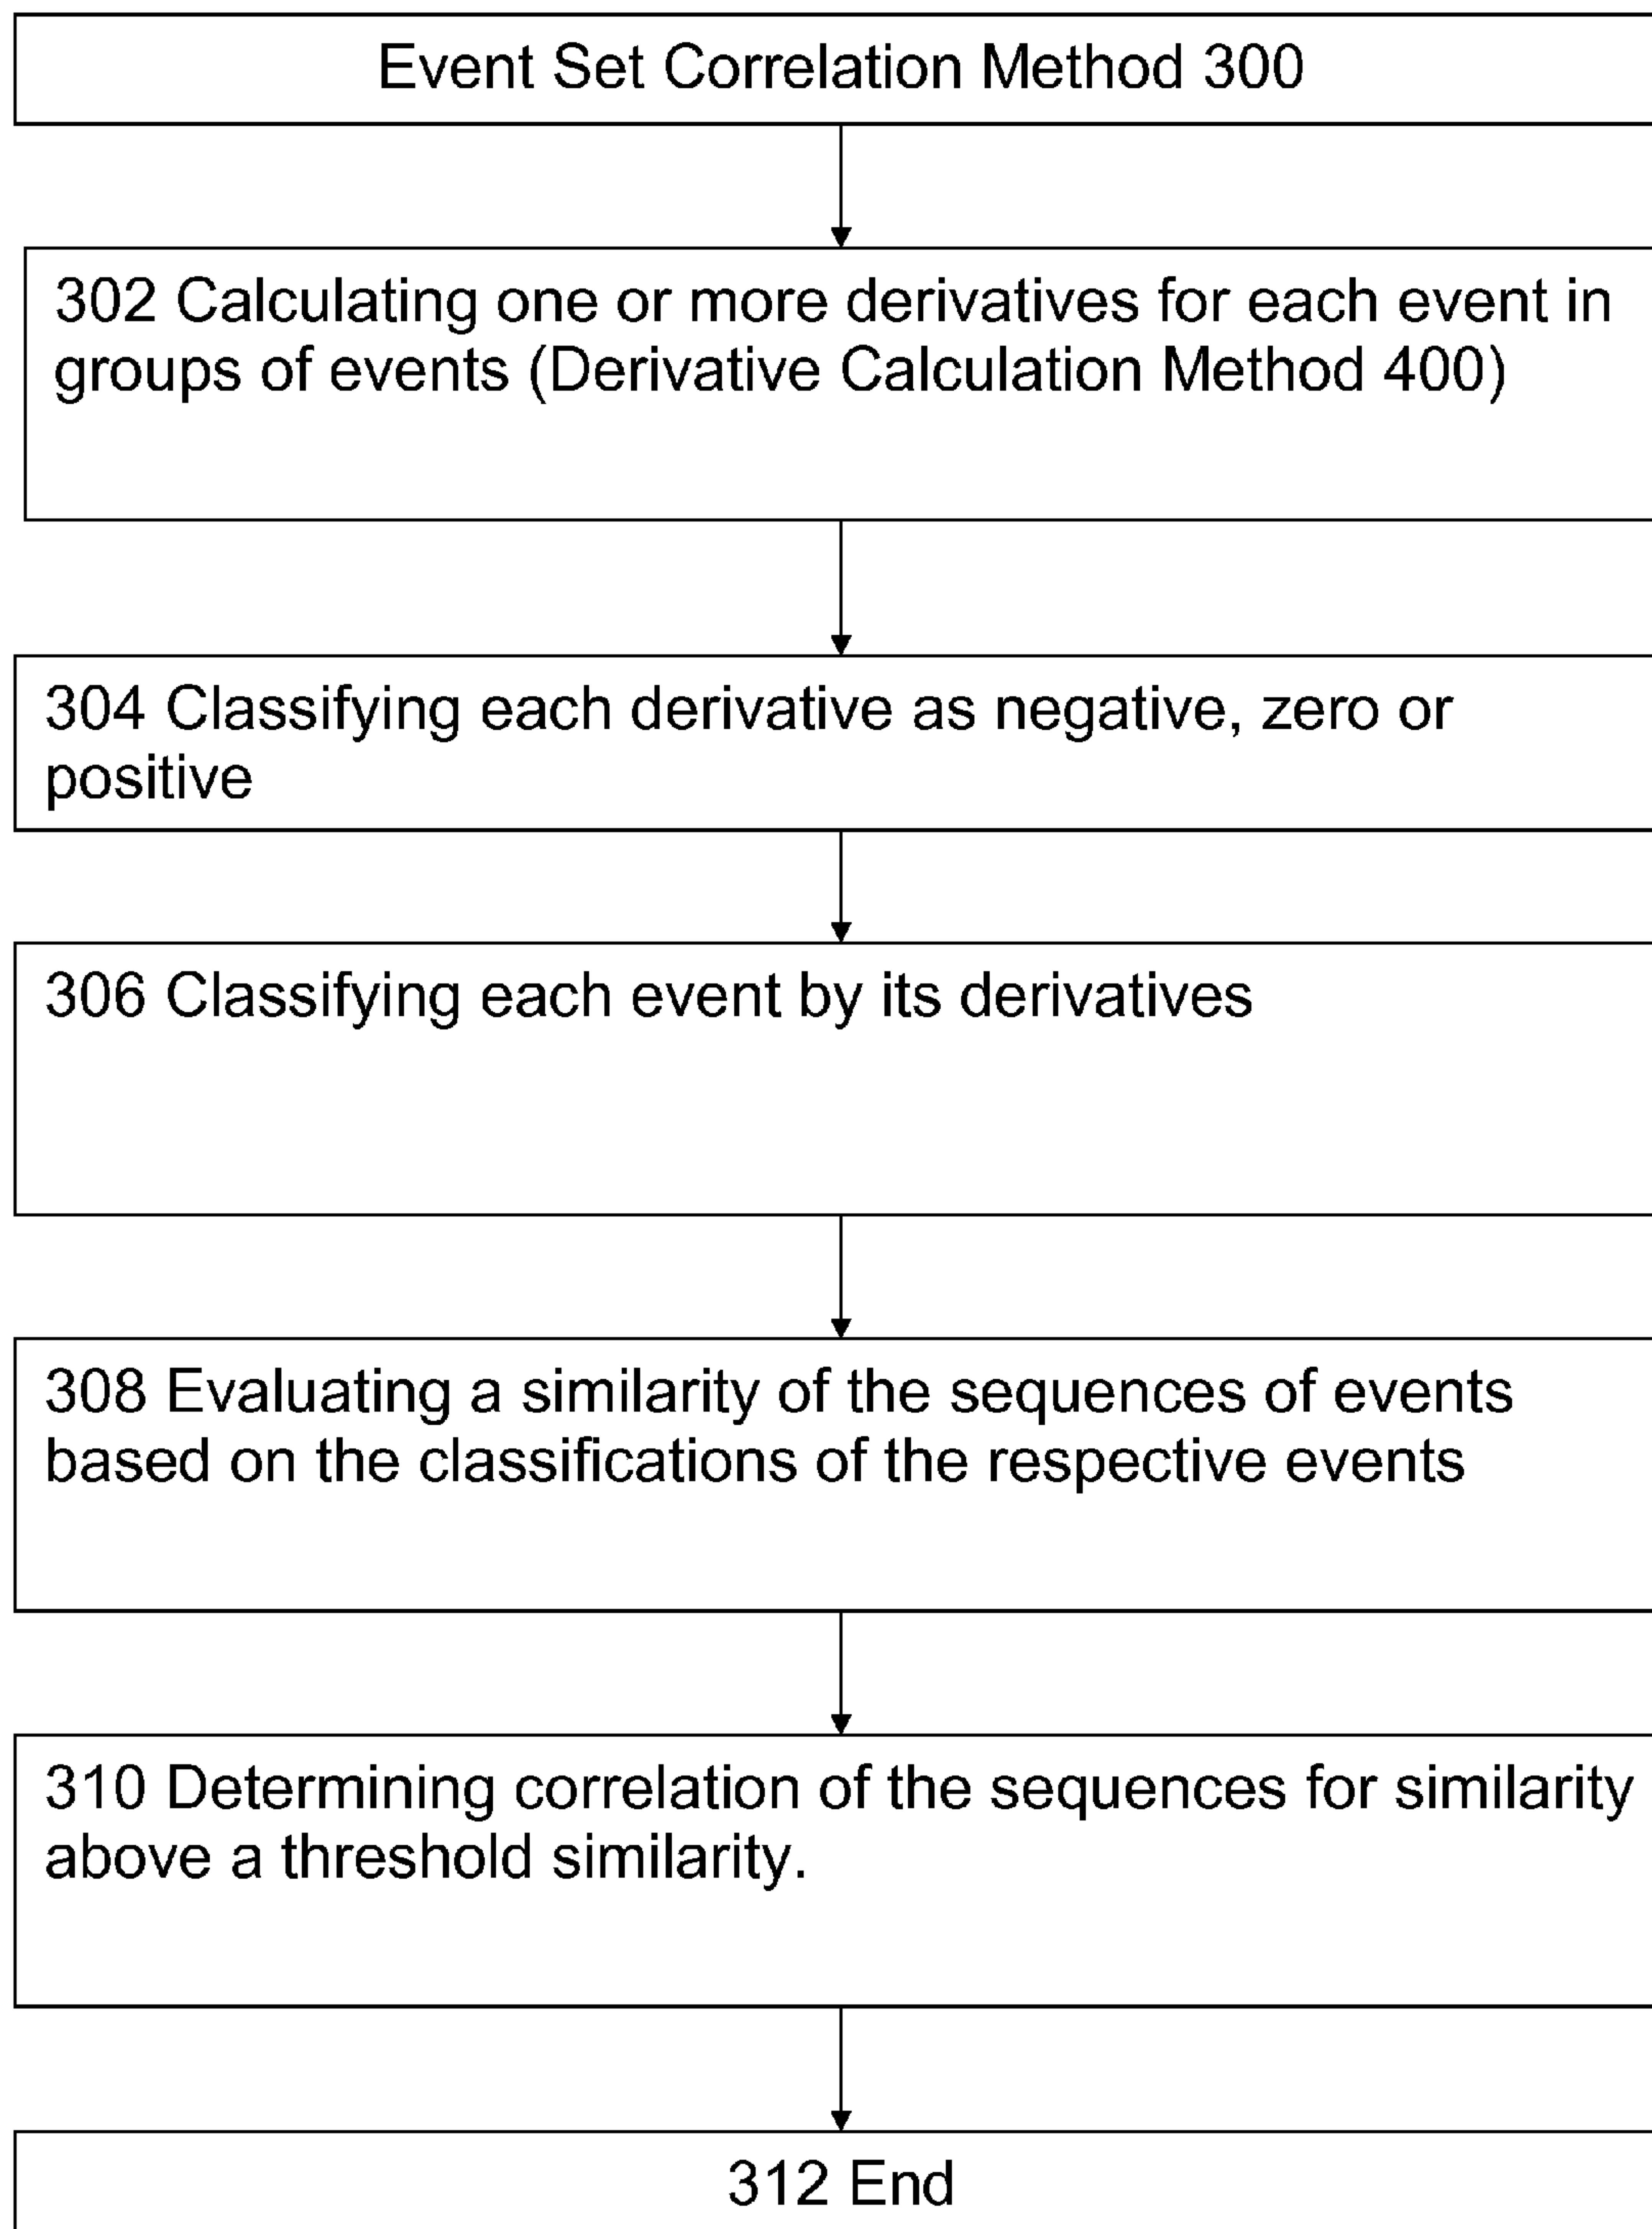 Event Set Correlation Method 300
302 Calculating one or more derivatives for each event in
groups of events (Derivative Calculation Method 400)
304 Classifying each derivative as negative, zero or
positive
306 Classifying each event by its derivatives
308 Evaluating a similarity of the sequences of events
based on the classifications of the respective events
310 Determining correlation of the sequences for similarity
above a threshold similarity.
312 End